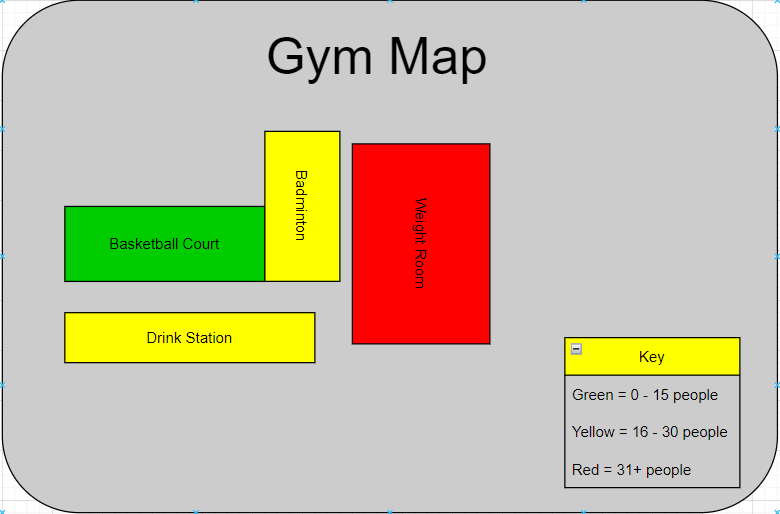 Gym Map
Badminton
Weight Room
Basketball Court
Drink Station
Key
Green = 0 - 15 people
Yellow = 16 - 30 people
Red = 31+ people